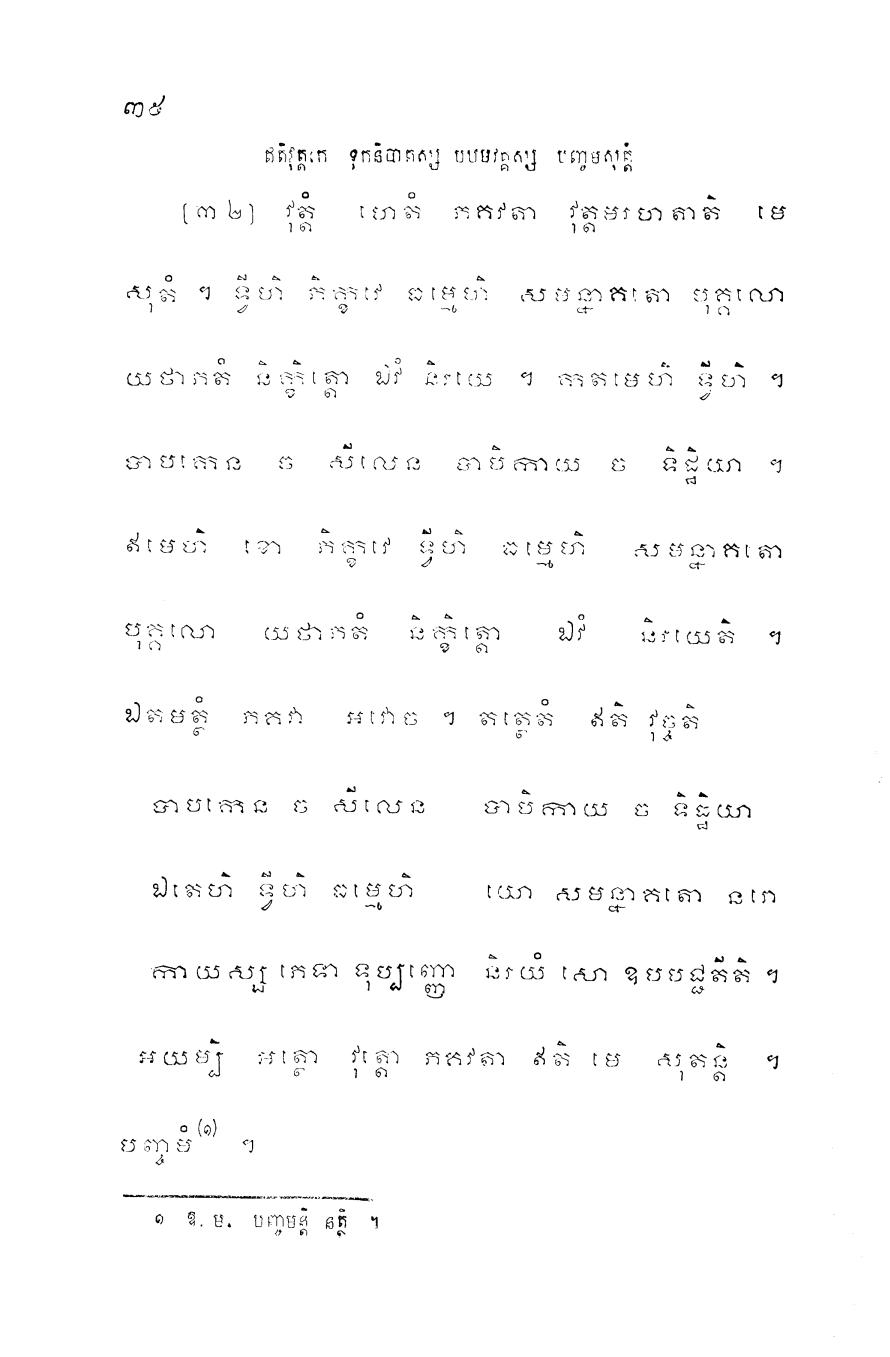 ៣៥
ឥតិវុត្តកេ ទុកនិបាតស្ស បឋមវគ្គស្ស បញ្ចមសុត្តំ
[៣២] វុត្តំ ហេតំ ភគវតា វុត្តមរហតាតិ មេ
សុតំ ។ ទ្វីហិ ភិក្ខវេ ធម្មេហិ សមន្នាគតោ បុគ្គលោ
យថាភតំ និក្ខិត្តោ ឯវំ និរយេ ។ កតមេហិ ទ្វីហិ ។
បាបកេន ច សីលេន បាបិកាយ ច ទិដ្ឋិយា ។
ឥមេហិ ខោ ភិក្ខវេ ទ្វីហិ ធម្មេហិ សមន្នាគតោ
បុគ្គលោ យថាភតំ និក្ខិត្តោ ឯវំ និរយេតិ ។
ឯតមត្ថំ ភគវា អវោច ។ តត្ថេតំ ឥតិ វុច្ចតិ
បាបកេន ច សីលេន បាបិកាយ ច ទិដ្ឋិយា
ឯតេហិ ទ្វីហិ ធម្មេហិ យោ សមន្នាគតោ នរោ
កាយស្ស ភេទា ទុប្បញ្ញោ និរយំ សោ ឧបបជ្ជតីតិ ។
អយម្បិ អត្ថោ វុត្តោ ភគវតា ឥតិ មេ សុតន្តិ ។
បញ្ចមំ (១) ។
១ ឱ. ម. បញ្ចមន្តិ នត្ថិ ។